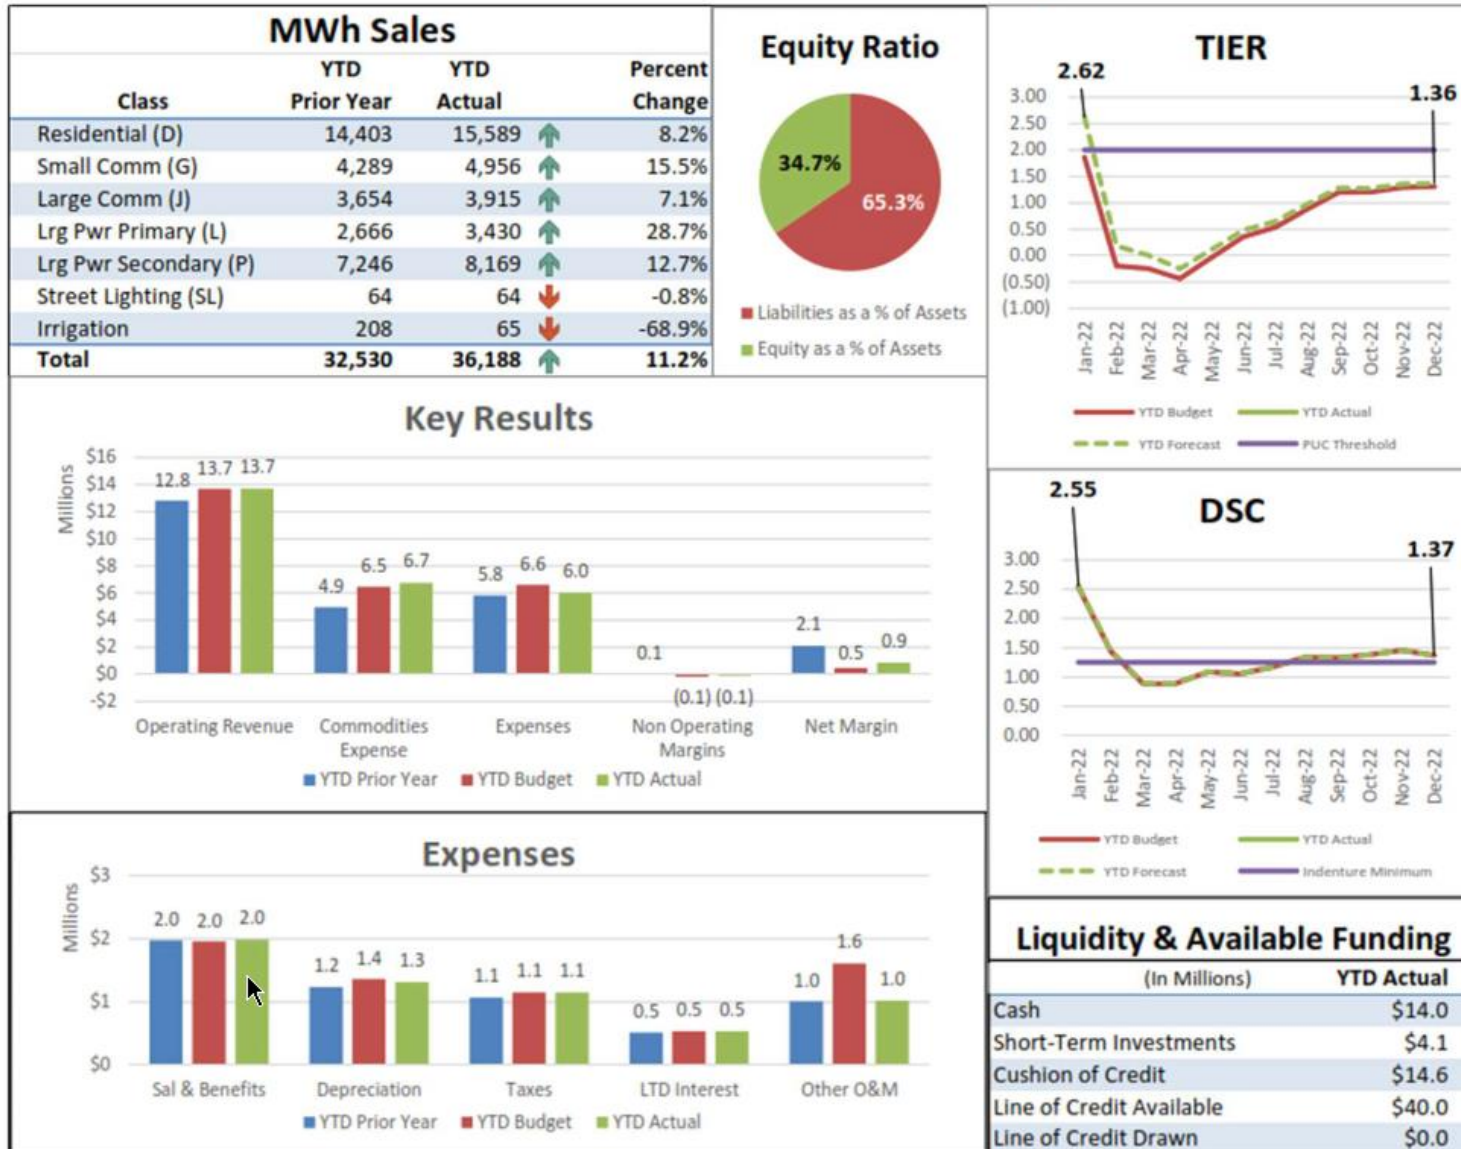 MWh Sales
YTD YTD Percent
Class Prior Year Actual Change
Residential (D) 14,403 15,589 8.2%
Small Comm (G) 4,289 4,956 15.5%
Large Comm (J) 3,654 3,915 7.1%
Lrg Pwr Primary (L) 2,666 3,430 28.7%
Lrg Pwr Secondary (P) 7,246 8,169 12.7%
Street Lighting (SL) 64 64 -0.8%
Irrigation 208 65 -68.9%
Total 32,530 36,188 11.2%
Equity Ratio
34.7%
65.3%
Liabilities as a % of Assets
Equity as a % of Assets
TIER
2.62
1.36
3.00
2.50
2.00
1.50
1.00
0.50
0.00
(0.50)
(1.00)
Jan-22 Feb-22 Mar-22 Apr-22 May-22 Jun-22 Jul-22 Aug-22 Sep-22 Oct-22 Nov-22 Dec-22
YTD Budget YTD Actual
YTD Forecast PUC Threshold
Key Results
Millions
$16
$14
$12
$10
$8
$6
$4
$2
$0
-$2
12.8 13.7 13.7
4.9 6.5 6.7
5.8 6.6 6.0
0.1 (0.1) (0.1)
2.1 0.5 0.9
Operating Revenue Commodities Expenses Non Operating Net Margin
Expense Margins
YTD Prior Year YTD Budget YTD Actual
DSC
2.55
1.37
3.00
2.50
2.00
1.50
1.00
0.50
0.00
Jan-22 Feb-22 Mar-22 Apr-22 May-22 Jun-22 Jul-22 Aug-22 Sep-22 Oct-22 Nov-22 Dec-22
YTD Budget YTD Actual
YTD Forecast Indenture Minimum
Expenses
Millions
$3
$2
$1
$0
2.0 2.0 2.0
1.2 1.4 1.3
1.1 1.1 1.1
0.5 0.5 0.5
1.0 1.6 1.0
Sal & Benefits Depreciation Taxes LTD Interest Other O&M
YTD Prior Year YTD Budget YTD Actual
Liquidity & Available Funding
(In Millions) YTD Actual
Cash $14.0
Short-Term Investments $4.1
Cushion of Credit $14.6
Line of Credit Available $40.0
Line of Credit Drawn $0.0